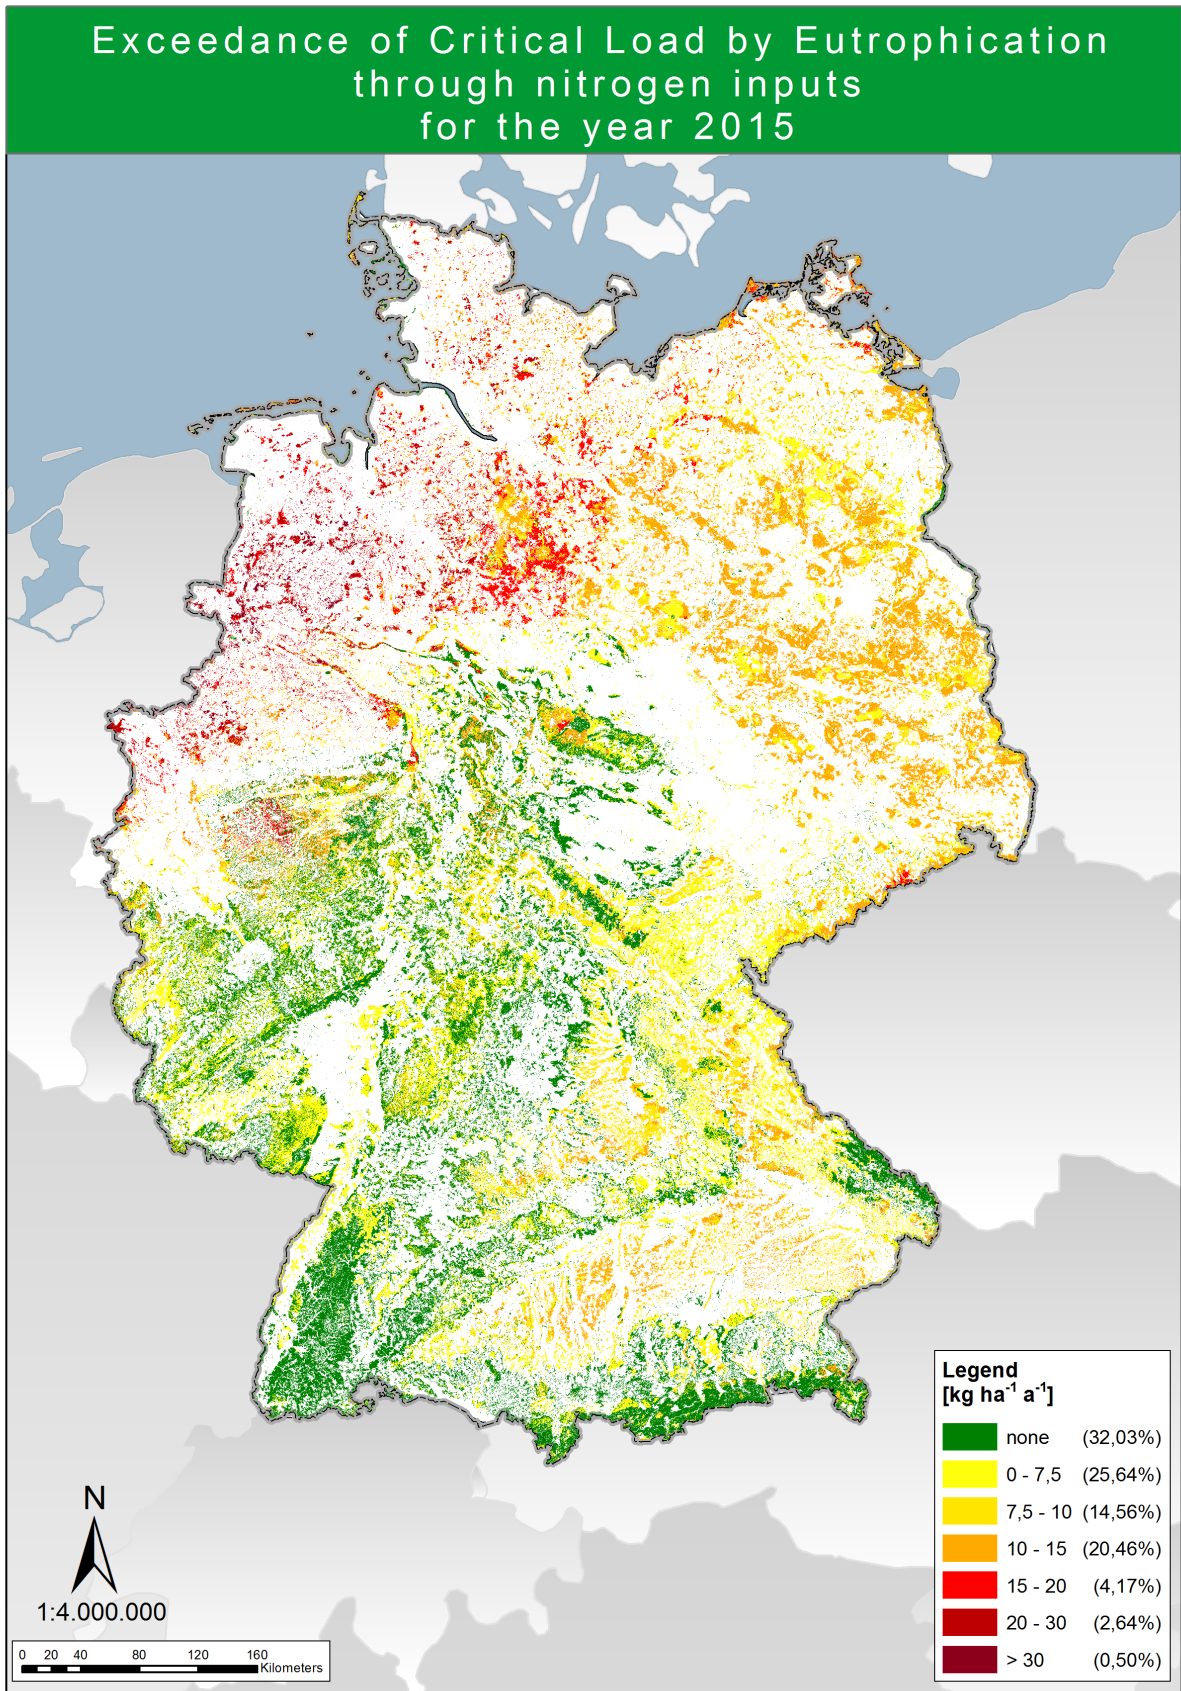 Exceedance of Critical Load by Eutrophication
through nitrogen inputs
for the year 2015
Legend
[kg ha⁻¹ a⁻¹]
none (32,03%)
0 - 7,5 (25,64%)
7,5 - 10 (14,56%)
10 - 15 (20,46%)
15 - 20 (4,17%)
20 - 30 (2,64%)
> 30 (0,50%)
N
1:4.000.000
0 20 40 80 120 160
Kilometers